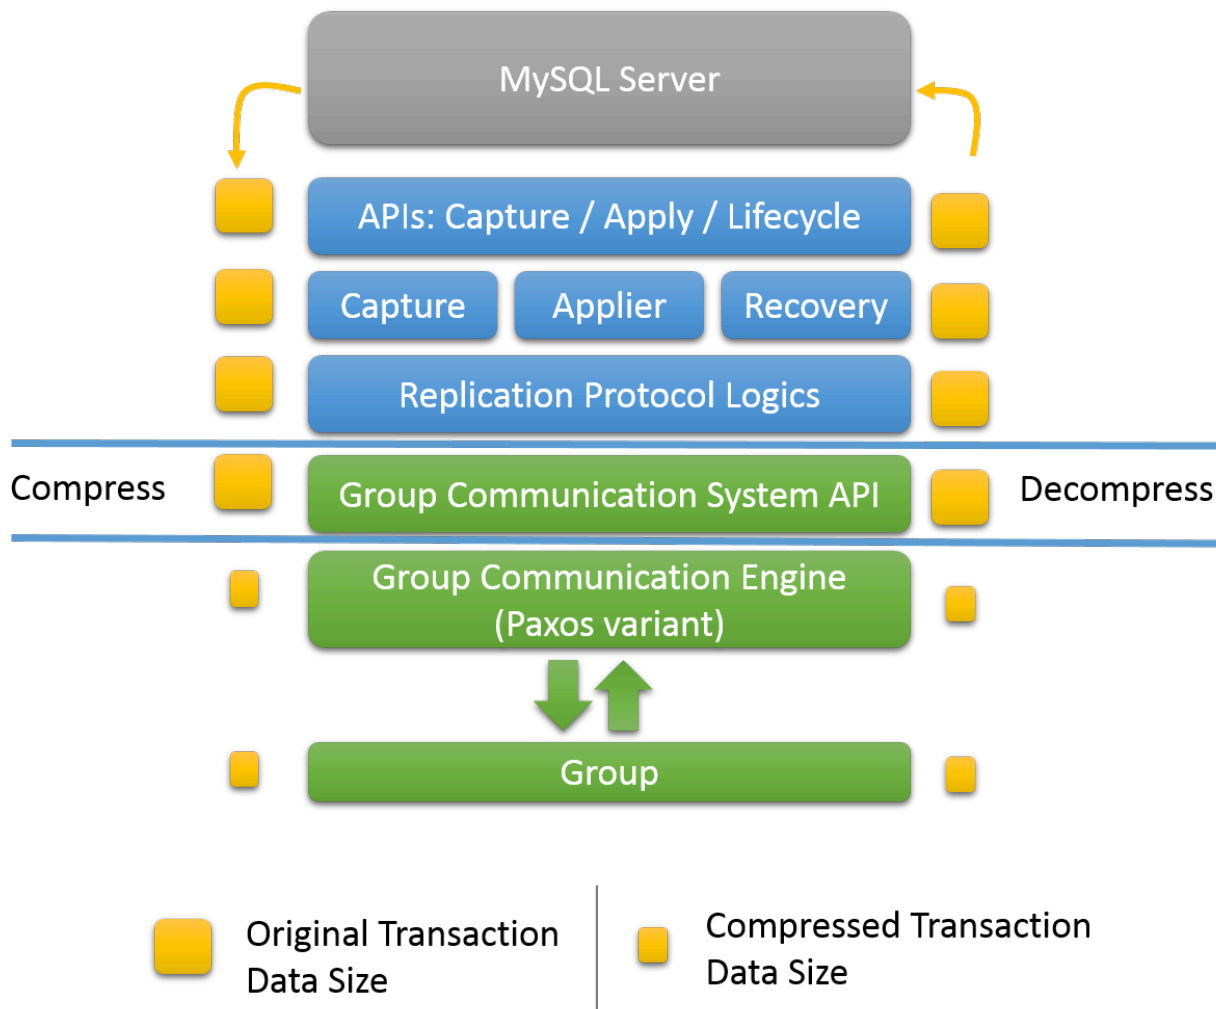 MySQL Server
APIs: Capture / Apply / Lifecycle
Capture
Applier
Recovery
Replication Protocol Logics
Compress
Group Communication System API
Decompress
Group Communication Engine
(Paxos variant)
Group
Original Transaction
Data Size
Compressed Transaction
Data Size